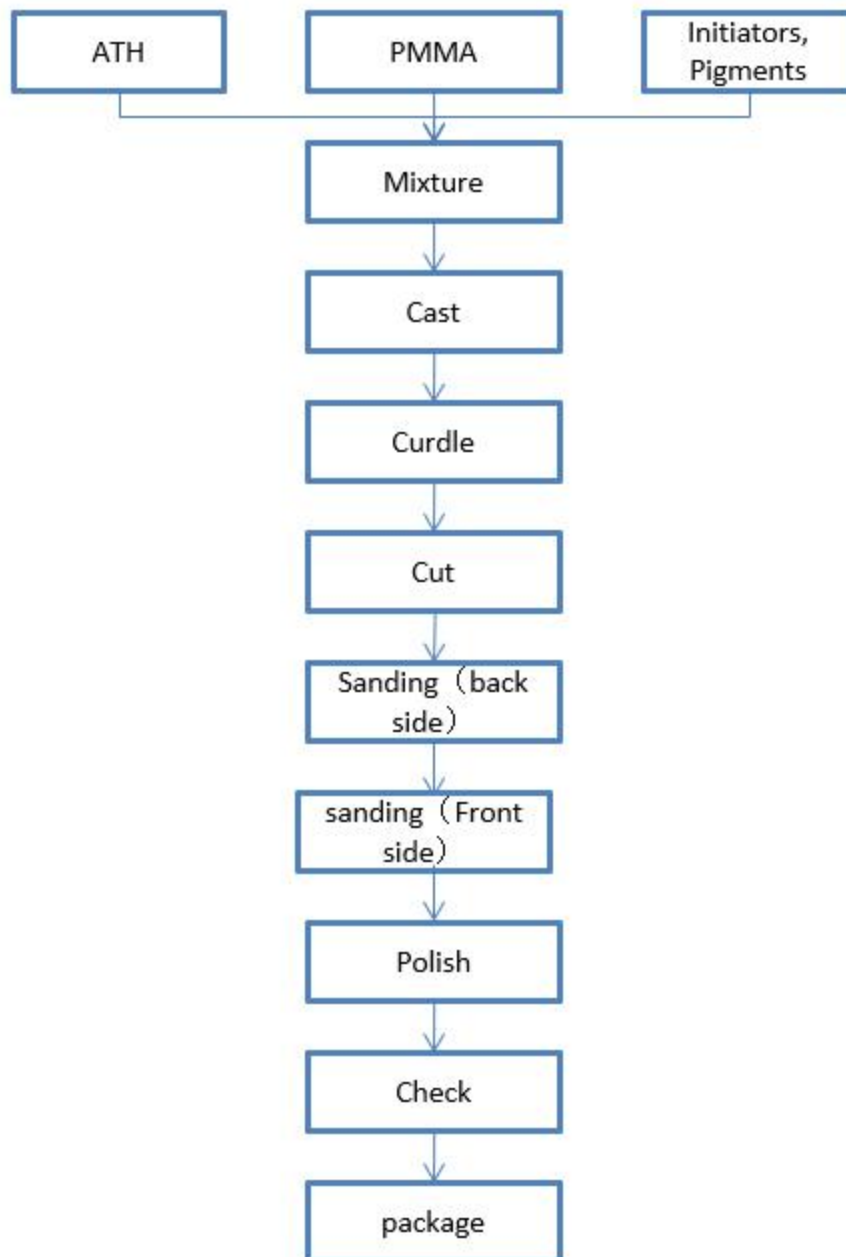 ATH
PMMA
Initiators,
Pigments
Mixture
Cast
Curdle
Cut
Sanding（back
side）
sanding（Front
side）
Polish
Check
package